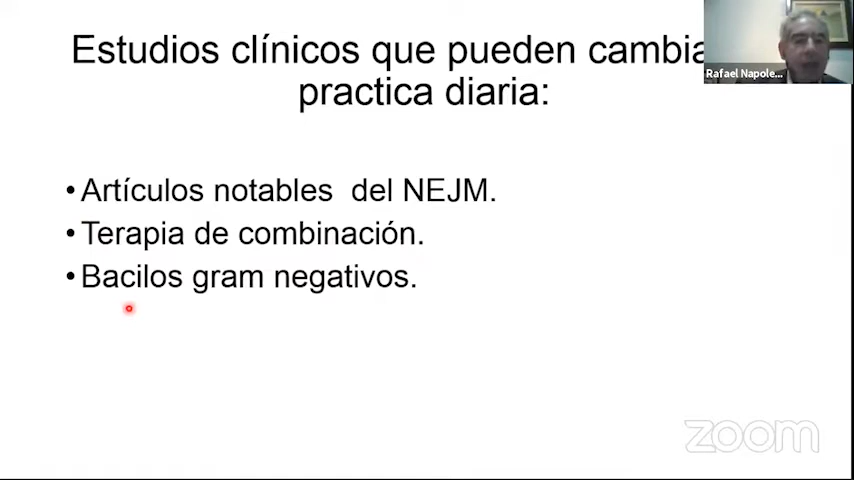 Estudios clínicos que pueden cambia
practica diaria:
Rafael Napole...
• Artículos notables del NEJM.
• Terapia de combinación.
• Bacilos gram negativos.
zoom